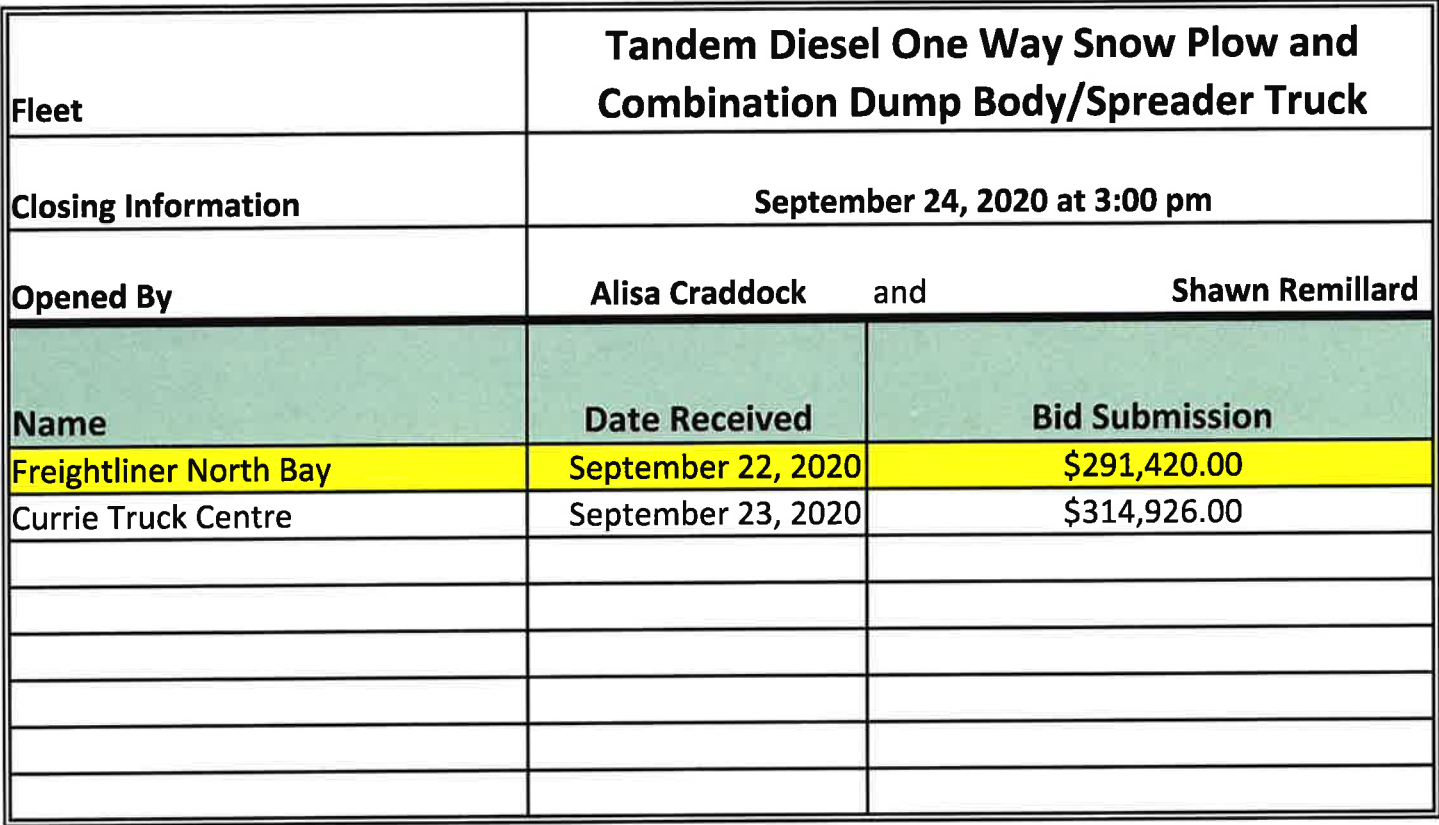 Fleet
Tandem Diesel One Way Snow Plow and
Combination Dump Body/Spreader Truck
Closing Information
September 24, 2020 at 3:00 pm
Opened By Alisa Craddock and Shawn Remillard
Name Date Received Bid Submission
Freightliner North Bay September 22, 2020 $291,420.00
Currie Truck Centre September 23, 2020 $314,926.00